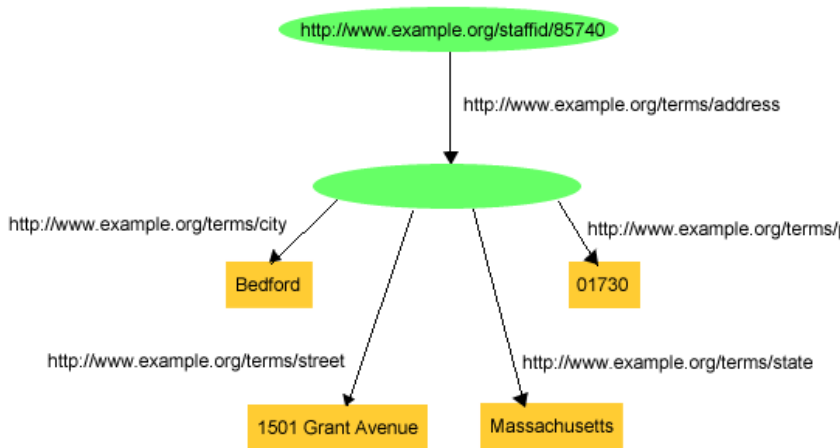 http://www.example.org/staffid/85740
http://www.example.org/terms/address
http://www.example.org/terms/city
http://www.example.org/terms/p
Bedford
01730
http://www.example.org/terms/street
http://www.example.org/terms/state
1501 Grant Avenue
Massachusetts